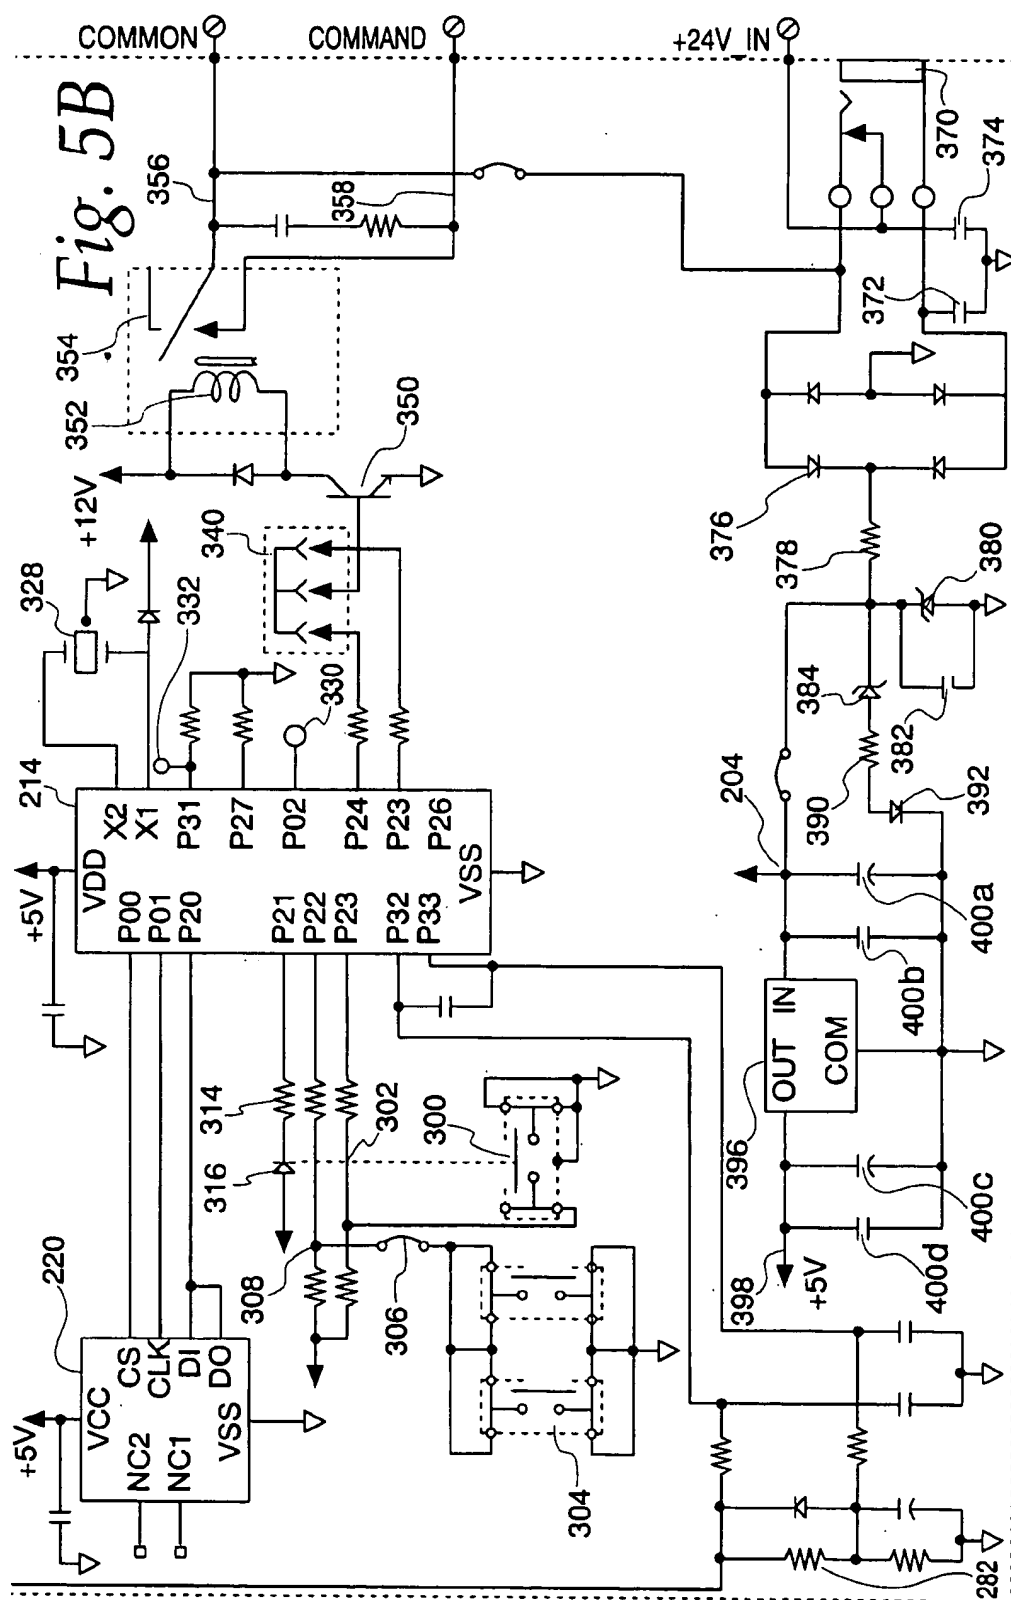 Fig. 5B
COMMON
COMMAND
+24V_IN
356
358
354
352
350
370
374
372
+12V
328
332
340
330
376
378
380
384
382
214
+5V
VDD
X2
X1
P31
P27
P02
P24
P23
P26
VSS
P00
P01
P20
P21
P22
P23
P32
P33
204
390
392
400a
400b
IN
OUT
COM
396
400c
400d
398
+5V
314
316
302
300
308
306
304
220
+5V
VCC
CS
CLK
DI
DO
NC2
NC1
VSS
282